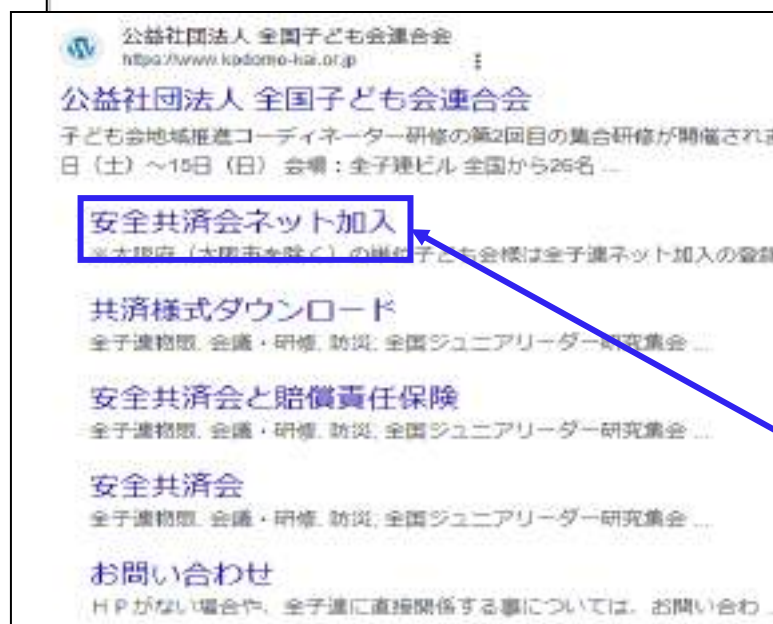 公益社団法人 全国子ども会連合会
https://www.kodomo-kai.or.jp
公益社団法人 全国子ども会連合会
子ども会地域推進コーディネーター研修の第2回目の集合研修が開催されま
日（土）～15日（日） 会場：全子連ビル 全国から26名 ...
安全共済会ネット加入
※大阪府（大阪市を除く）の単位子ども会様は全子連ネット加入の登録
共済様式ダウンロード
全子連物販. 会議・研修. 防災. 全国ジュニアリーダー研究集会 ...
安全共済会と賠償責任保険
全子連物販. 会議・研修. 防災. 全国ジュニアリーダー研究集会 ...
安全共済会
全子連物販. 会議・研修. 防災. 全国ジュニアリーダー研究集会 ...
お問い合わせ
ＨＰがない場合や、全子連に直接関係する事については、お問い合わ ...